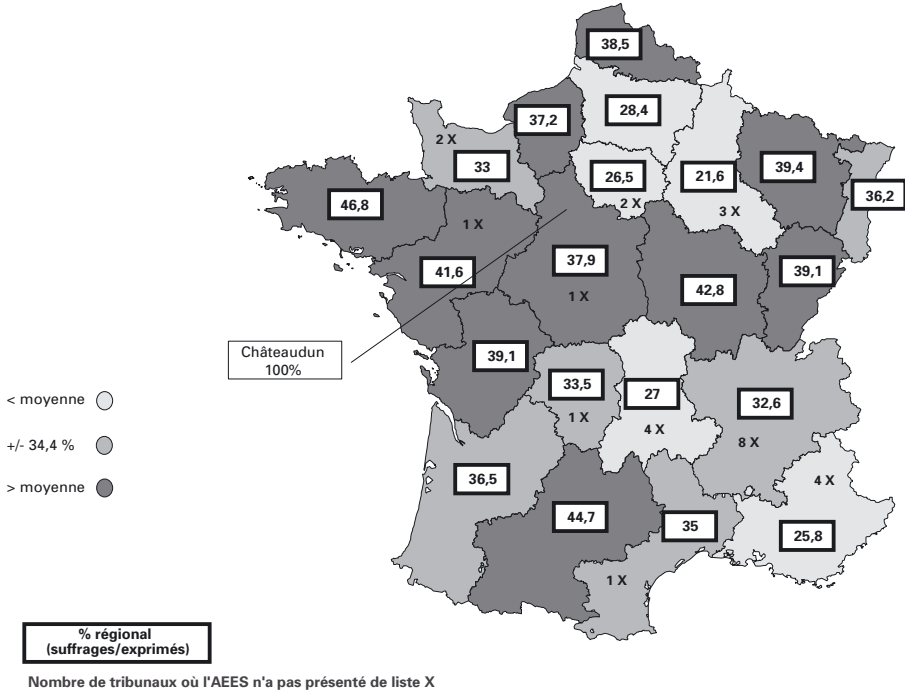 38,5
28,4
37,2
2 X
33
26,5
2 X
21,6
3 X
39,4
36,2
46,8
1 X
41,6
37,9
1 X
42,8
39,1
Châteaudun
100%
39,1
33,5
1 X
27
4 X
32,6
8 X
< moyenne
+/- 34,4 %
> moyenne
36,5
44,7
35
1 X
4 X
25,8
% régional
(suffrages/exprimés)
Nombre de tribunaux où l'AEES n'a pas présenté de liste X